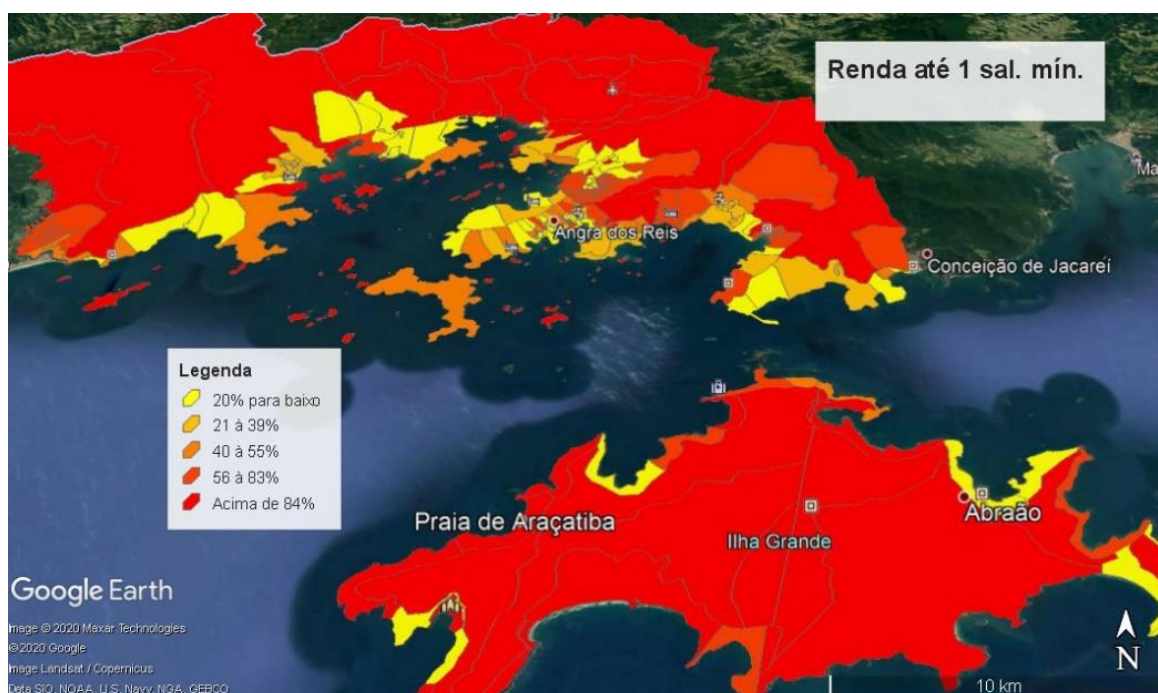 Renda até 1 sal. mín.
Ma
Angra dos Reis
Conceição de Jacareí
Legenda
20% para baixo
21 à 39%
40 à 55%
56 à 83%
Acima de 84%
Praia de Araçatiba
Abraão
Ilha Grande
Google Earth
Image © 2020 Maxar Technologies
© 2020 Google
Image Landsat / Copernicus
Data SIO, NOAA, U.S. Navy, NGA, GEBCO
N
10 km